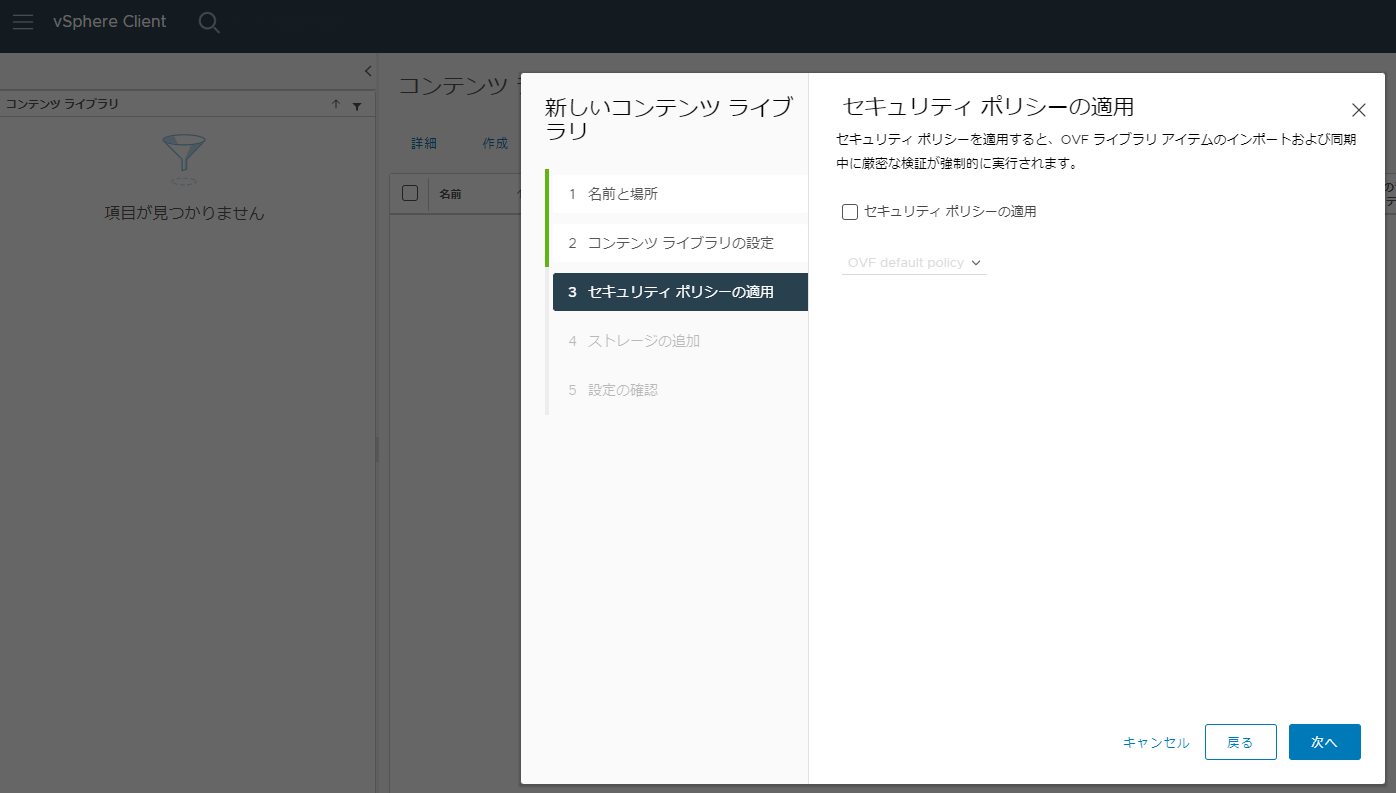 vSphere Client
コンテンツ ライブラリ
項目が見つかりません
コンテンツ
詳細
作成
名前
新しいコンテンツ ライブ
ラリ
1 名前と場所
2 コンテンツ ライブラリの設定
3 セキュリティ ポリシーの適用
4 ストレージの追加
5 設定の確認
セキュリティ ポリシーの適用
セキュリティ ポリシーを適用すると、OVF ライブラリ アイテムのインポートおよび同期
中に厳密な検証が強制的に実行されます。
セキュリティ ポリシーの適用
OVF default policy
キャンセル
戻る
次へ